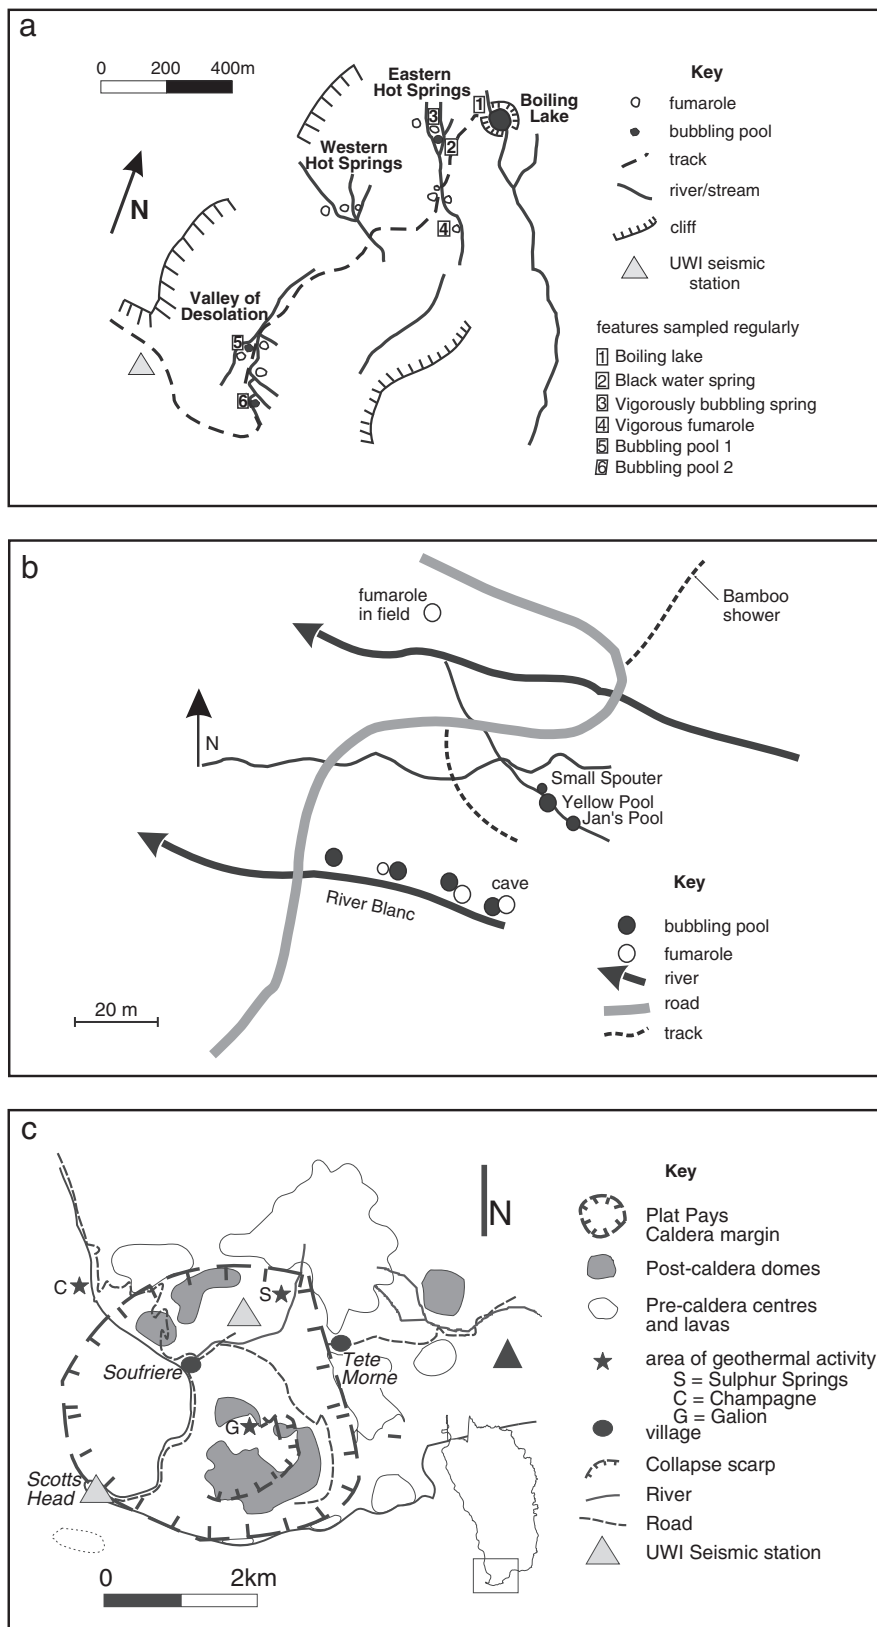 a
0 200 400m
N
Eastern
Hot Springs
Boiling
Lake
Western
Hot Springs
Valley of
Desolation
1
3
2
4
5
6
Key
fumarole
bubbling pool
track
river/stream
cliff
UWI seismic
station
features sampled regularly
1 Boiling lake
2 Black water spring
3 Vigorously bubbling spring
4 Vigorous fumarole
5 Bubbling pool 1
6 Bubbling pool 2
b
fumarole
in field
Bamboo
shower
N
Small Spouter
Yellow Pool
Jan's Pool
cave
River Blanc
20 m
Key
bubbling pool
fumarole
river
road
track
c
N
C
S
Soufriere
Tete
Morne
G
Scotts
Head
0 2km
Key
Plat Pays
Caldera margin
Post-caldera domes
Pre-caldera centres
and lavas
area of geothermal activity
S = Sulphur Springs
C = Champagne
G = Galion
village
Collapse scarp
River
Road
UWI Seismic station